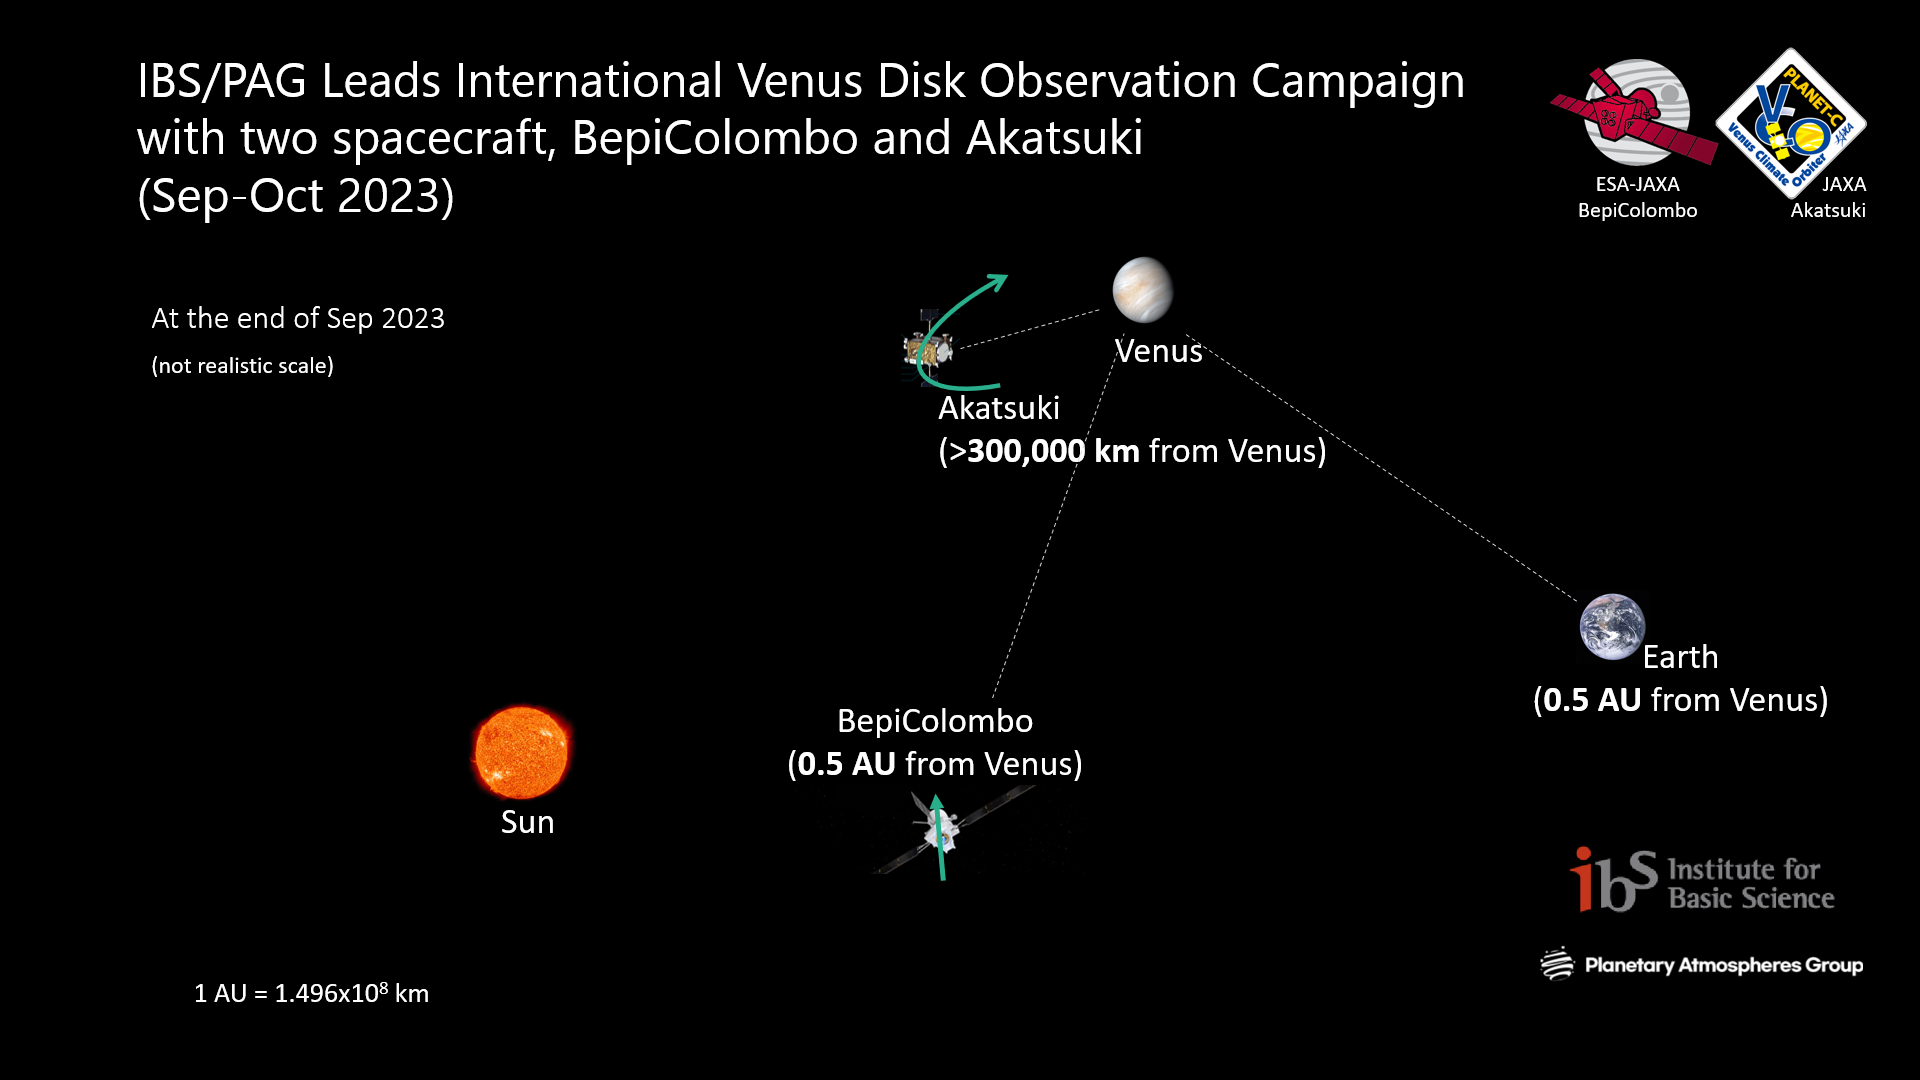 IBS/PAG Leads International Venus Disk Observation Campaign
with two spacecraft, BepiColombo and Akatsuki
(Sep-Oct 2023)
PLANET-C
VCO
Venus Climate Orbiter
JAXA
ESA-JAXA
BepiColombo
JAXA
Akatsuki
At the end of Sep 2023
(not realistic scale)
Venus
Akatsuki
(>300,000 km from Venus)
Earth
(0.5 AU from Venus)
BepiColombo
(0.5 AU from Venus)
Sun
ibs Institute for
Basic Science
Planetary Atmospheres Group
1 AU = 1.496x10⁸ km